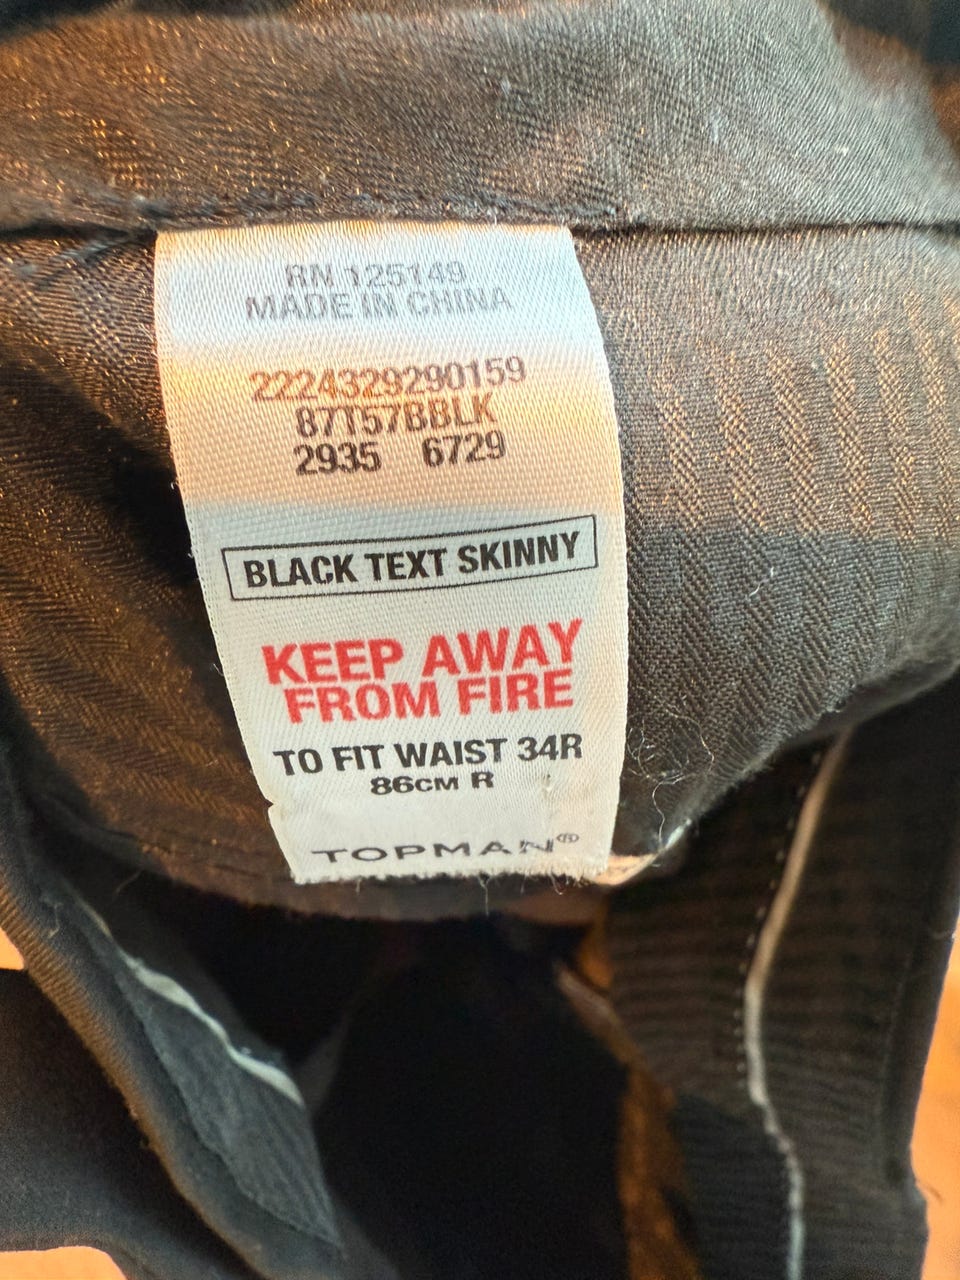 RN 125149
MADE IN CHINA
2224329290159
87T57BBLK
2935 6729
BLACK TEXT SKINNY
KEEP AWAY
FROM FIRE
TO FIT WAIST 34R
86CM R
TOPMAN®